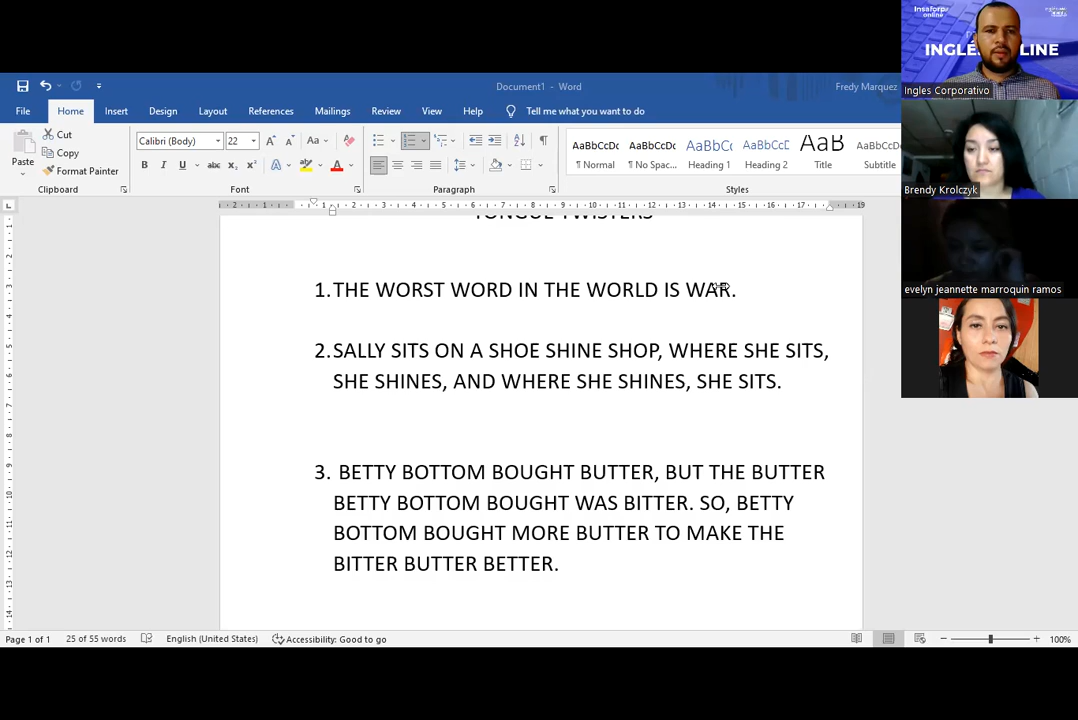 Insaforp online
INGLÉS ONLINE
Ingles Corporativo
Document1 - Word
Fredy Marquez
File Home Insert Design Layout References Mailings Review View Help Tell me what you want to do
Paste
Cut
Copy
Format Painter
Calibri (Body) 22
AaBbCcDc AaBbCcDc AaBbCc AaBbCcC AaB AaBbCcC
¶ Normal ¶ No Spac... Heading 1 Heading 2 Title Subtitle
Clipboard Font Paragraph Styles
Brendy Krolczyk
TONGUE TWISTERS
1. THE WORST WORD IN THE WORLD IS WAR.
evelyn jeannette marroquin ramos
2. SALLY SITS ON A SHOE SHINE SHOP, WHERE SHE SITS,
SHE SHINES, AND WHERE SHE SHINES, SHE SITS.
3. BETTY BOTTOM BOUGHT BUTTER, BUT THE BUTTER
BETTY BOTTOM BOUGHT WAS BITTER. SO, BETTY
BOTTOM BOUGHT MORE BUTTER TO MAKE THE
BITTER BUTTER BETTER.
Page 1 of 1 25 of 55 words English (United States) Accessibility: Good to go 100%